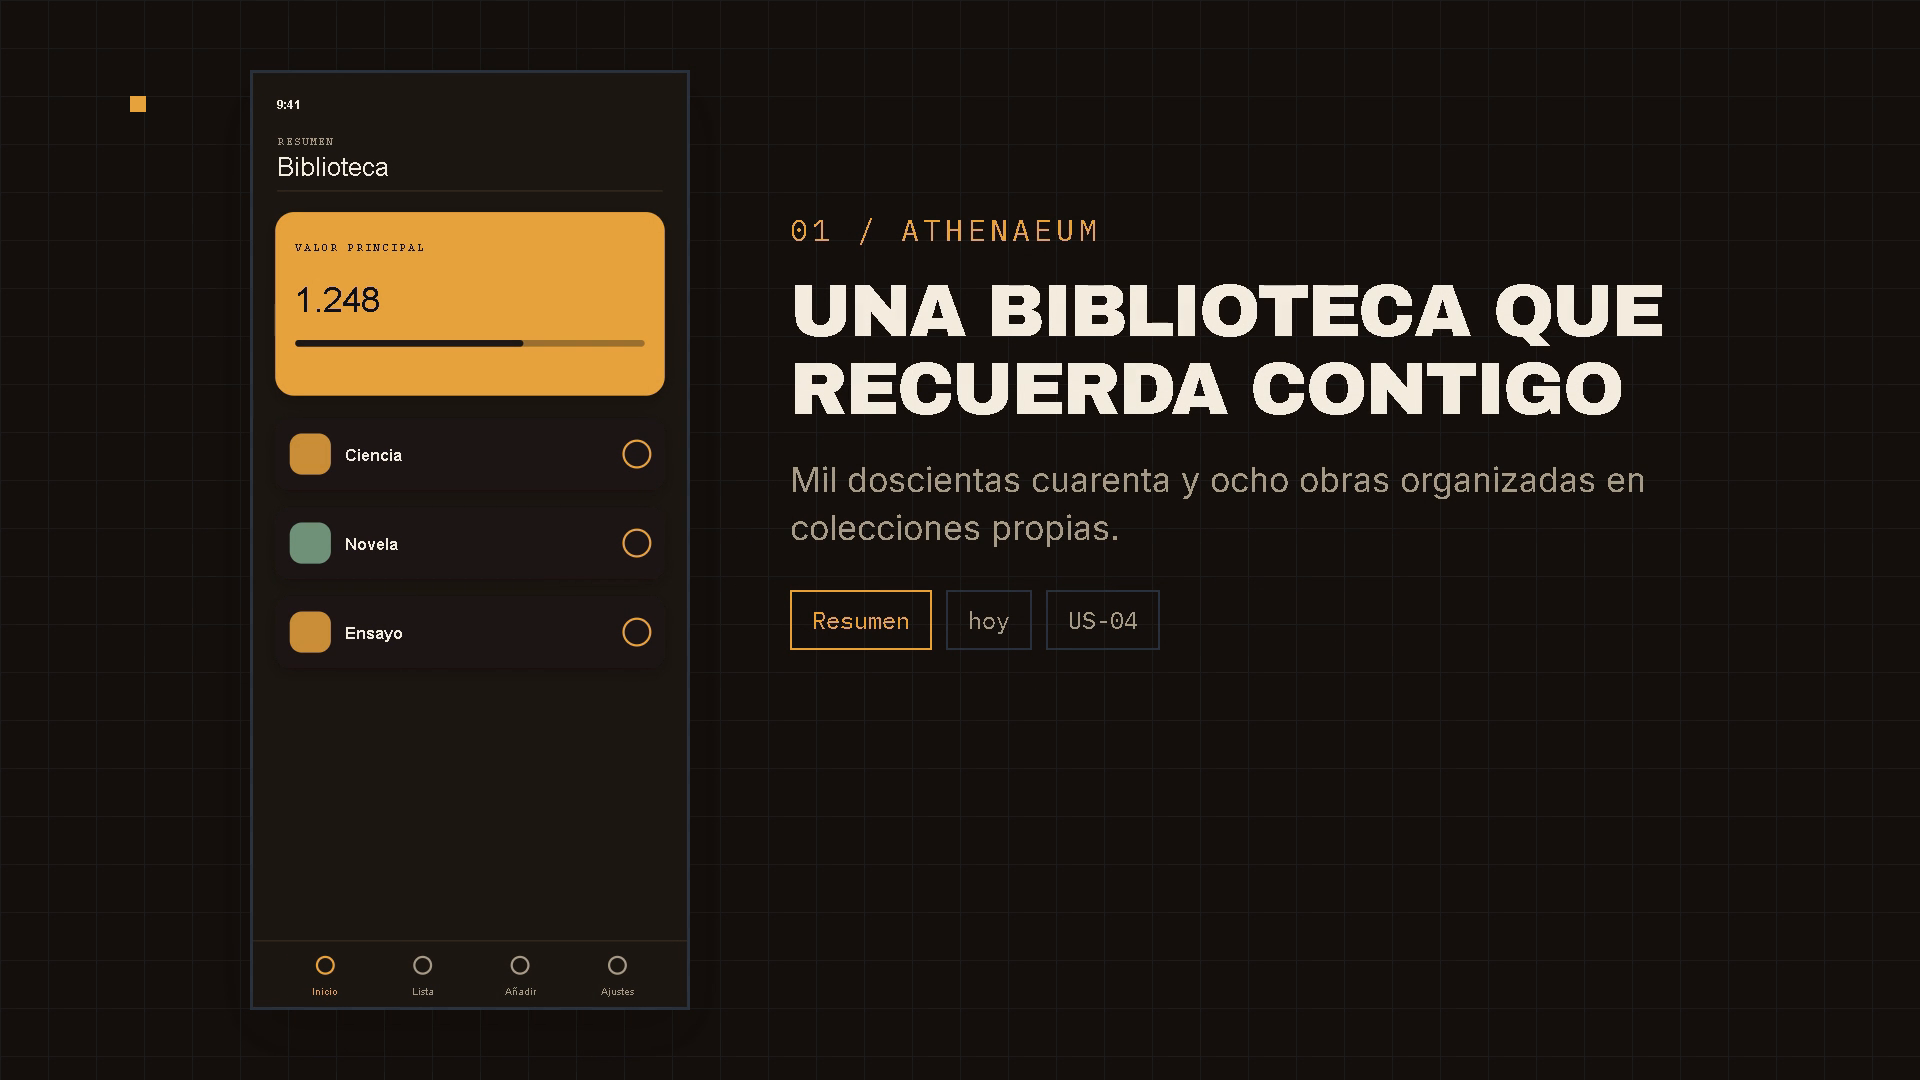 9:41
RESUMEN
Biblioteca
VALOR PRINCIPAL
1.248
Ciencia
Novela
Ensayo
Inicio
Lista
Añadir
Ajustes
01 / ATHENAEUM
UNA BIBLIOTECA QUE
RECUERDA CONTIGO
Mil doscientas cuarenta y ocho obras organizadas en
colecciones propias.
Resumen
hoy
US-04